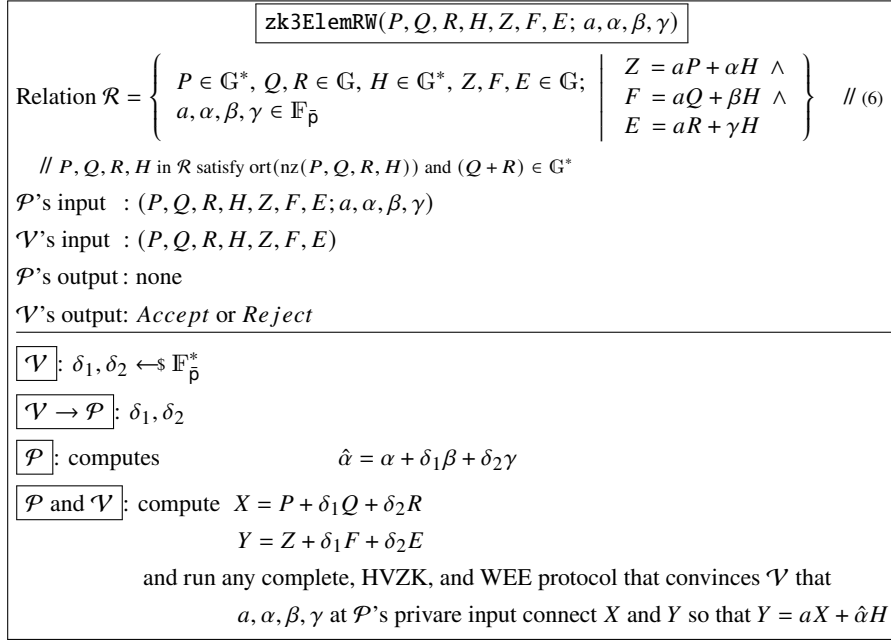 zk3ElemRW(P, Q, R, H, Z, F, E; a, α, β, γ)
Relation ℛ = { P ∈ 𝔾*, Q, R ∈ 𝔾, H ∈ 𝔾*, Z, F, E ∈ 𝔾; | Z = aP + αH ∧
a, α, β, γ ∈ 𝔽_p̄ | F = aQ + βH ∧ } // (6)
E = aR + γH
// P, Q, R, H in ℛ satisfy ort(nz(P, Q, R, H)) and (Q + R) ∈ 𝔾*
𝒫's input : (P, Q, R, H, Z, F, E; a, α, β, γ)
𝒱's input : (P, Q, R, H, Z, F, E)
𝒫's output : none
𝒱's output: Accept or Reject
𝒱 : δ₁, δ₂ ←$ 𝔽*_p̄
𝒱 → 𝒫 : δ₁, δ₂
𝒫 : computes α̂ = α + δ₁β + δ₂γ
𝒫 and 𝒱 : compute X = P + δ₁Q + δ₂R
Y = Z + δ₁F + δ₂E
and run any complete, HVZK, and WEE protocol that convinces 𝒱 that
a, α, β, γ at 𝒫's privare input connect X and Y so that Y = aX + α̂H